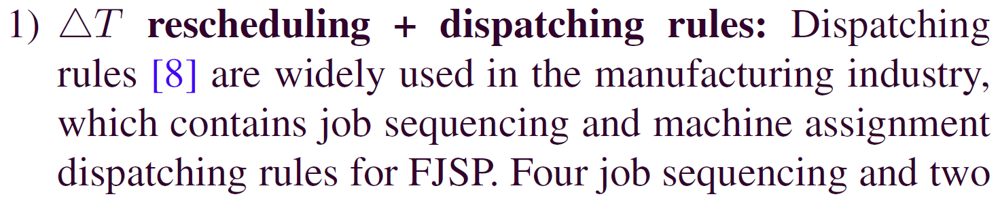 1) △T rescheduling + dispatching rules: Dispatching
rules [8] are widely used in the manufacturing industry,
which contains job sequencing and machine assignment
dispatching rules for FJSP. Four job sequencing and two